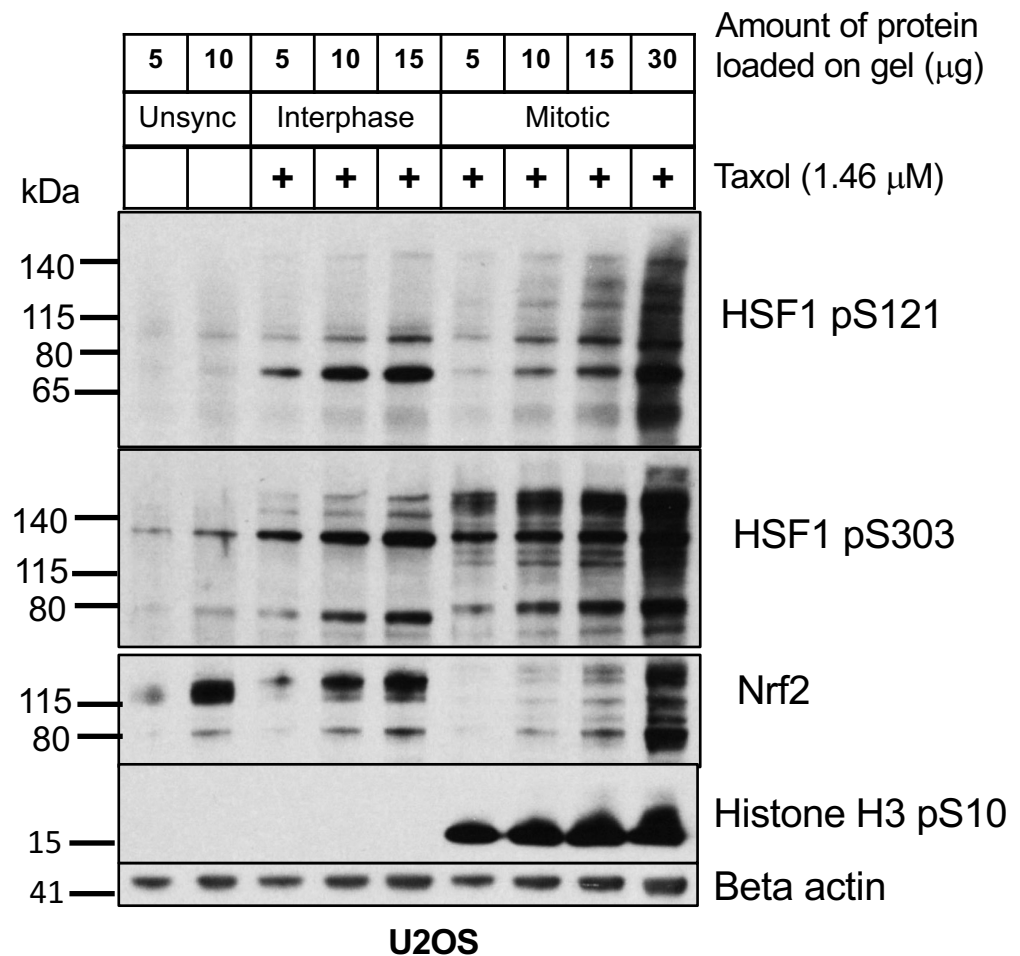 Amount of protein
5 10 5 10 15 5 10 15 30 loaded on gel (μg)
Unsync Interphase Mitotic
+ + + + + + + Taxol (1.46 μM)
kDa
140
115
80
65
HSF1 pS121
140
115
80
HSF1 pS303
115
80
Nrf2
15
Histone H3 pS10
41
Beta actin
U2OS